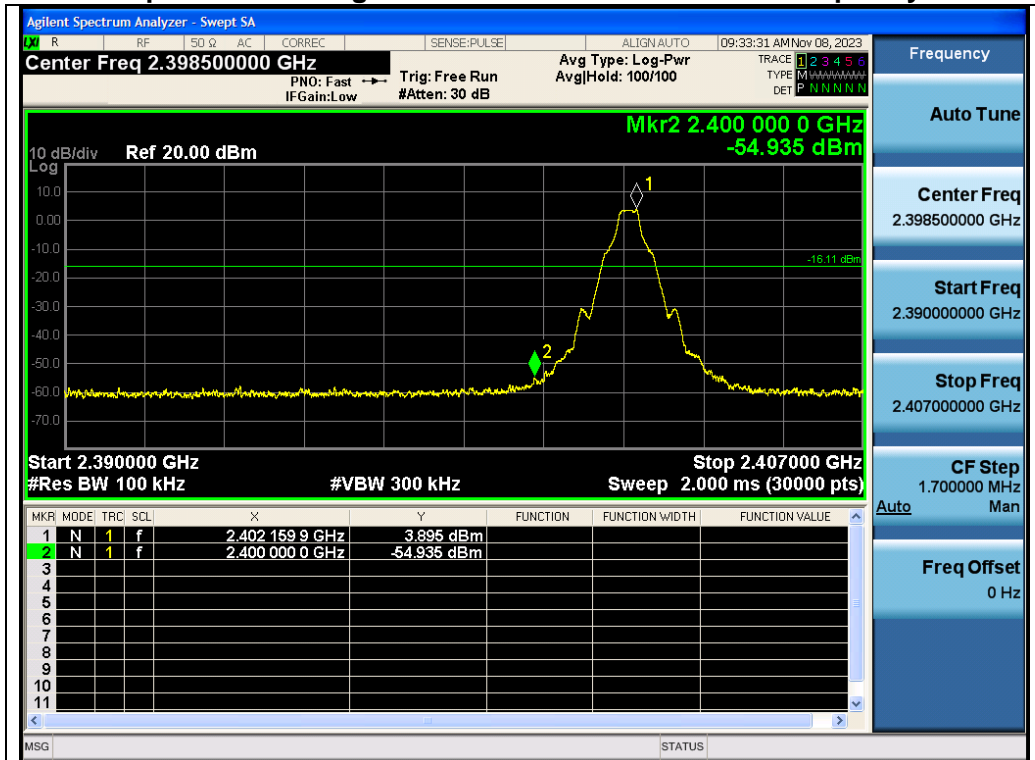 Agilent Spectrum Analyzer - Swept SA
LXI R RF 50 Ω AC CORREC SENSE:PULSE ALIGN AUTO 09:33:31 AM Nov 08, 2023
Center Freq 2.398500000 GHz
PNO: Fast
IFGain:Low
Trig: Free Run
#Atten: 30 dB
Avg Type: Log-Pwr
Avg|Hold: 100/100
TRACE 1 2 3 4 5 6
TYPE M WWWWW
DET P N N N N N
Mkr2 2.400 000 0 GHz
-54.935 dBm
10 dB/div Ref 20.00 dBm
Log
10.0
0.00
-10.0
-20.0
-30.0
-40.0
-50.0
-60.0
-70.0
1
-16.11 dBm
2
Start 2.390000 GHz Stop 2.407000 GHz
#Res BW 100 kHz #VBW 300 kHz Sweep 2.000 ms (30000 pts)
MKR MODE TRC SCL X Y FUNCTION FUNCTION WIDTH FUNCTION VALUE
1 N 1 f 2.402 159 9 GHz 3.895 dBm
2 N 1 f 2.400 000 0 GHz -54.935 dBm
3
4
5
6
7
8
9
10
11
MSG STATUS
Frequency
Auto Tune
Center Freq
2.398500000 GHz
Start Freq
2.390000000 GHz
Stop Freq
2.407000000 GHz
CF Step
1.700000 MHz
Auto Man
Freq Offset
0 Hz